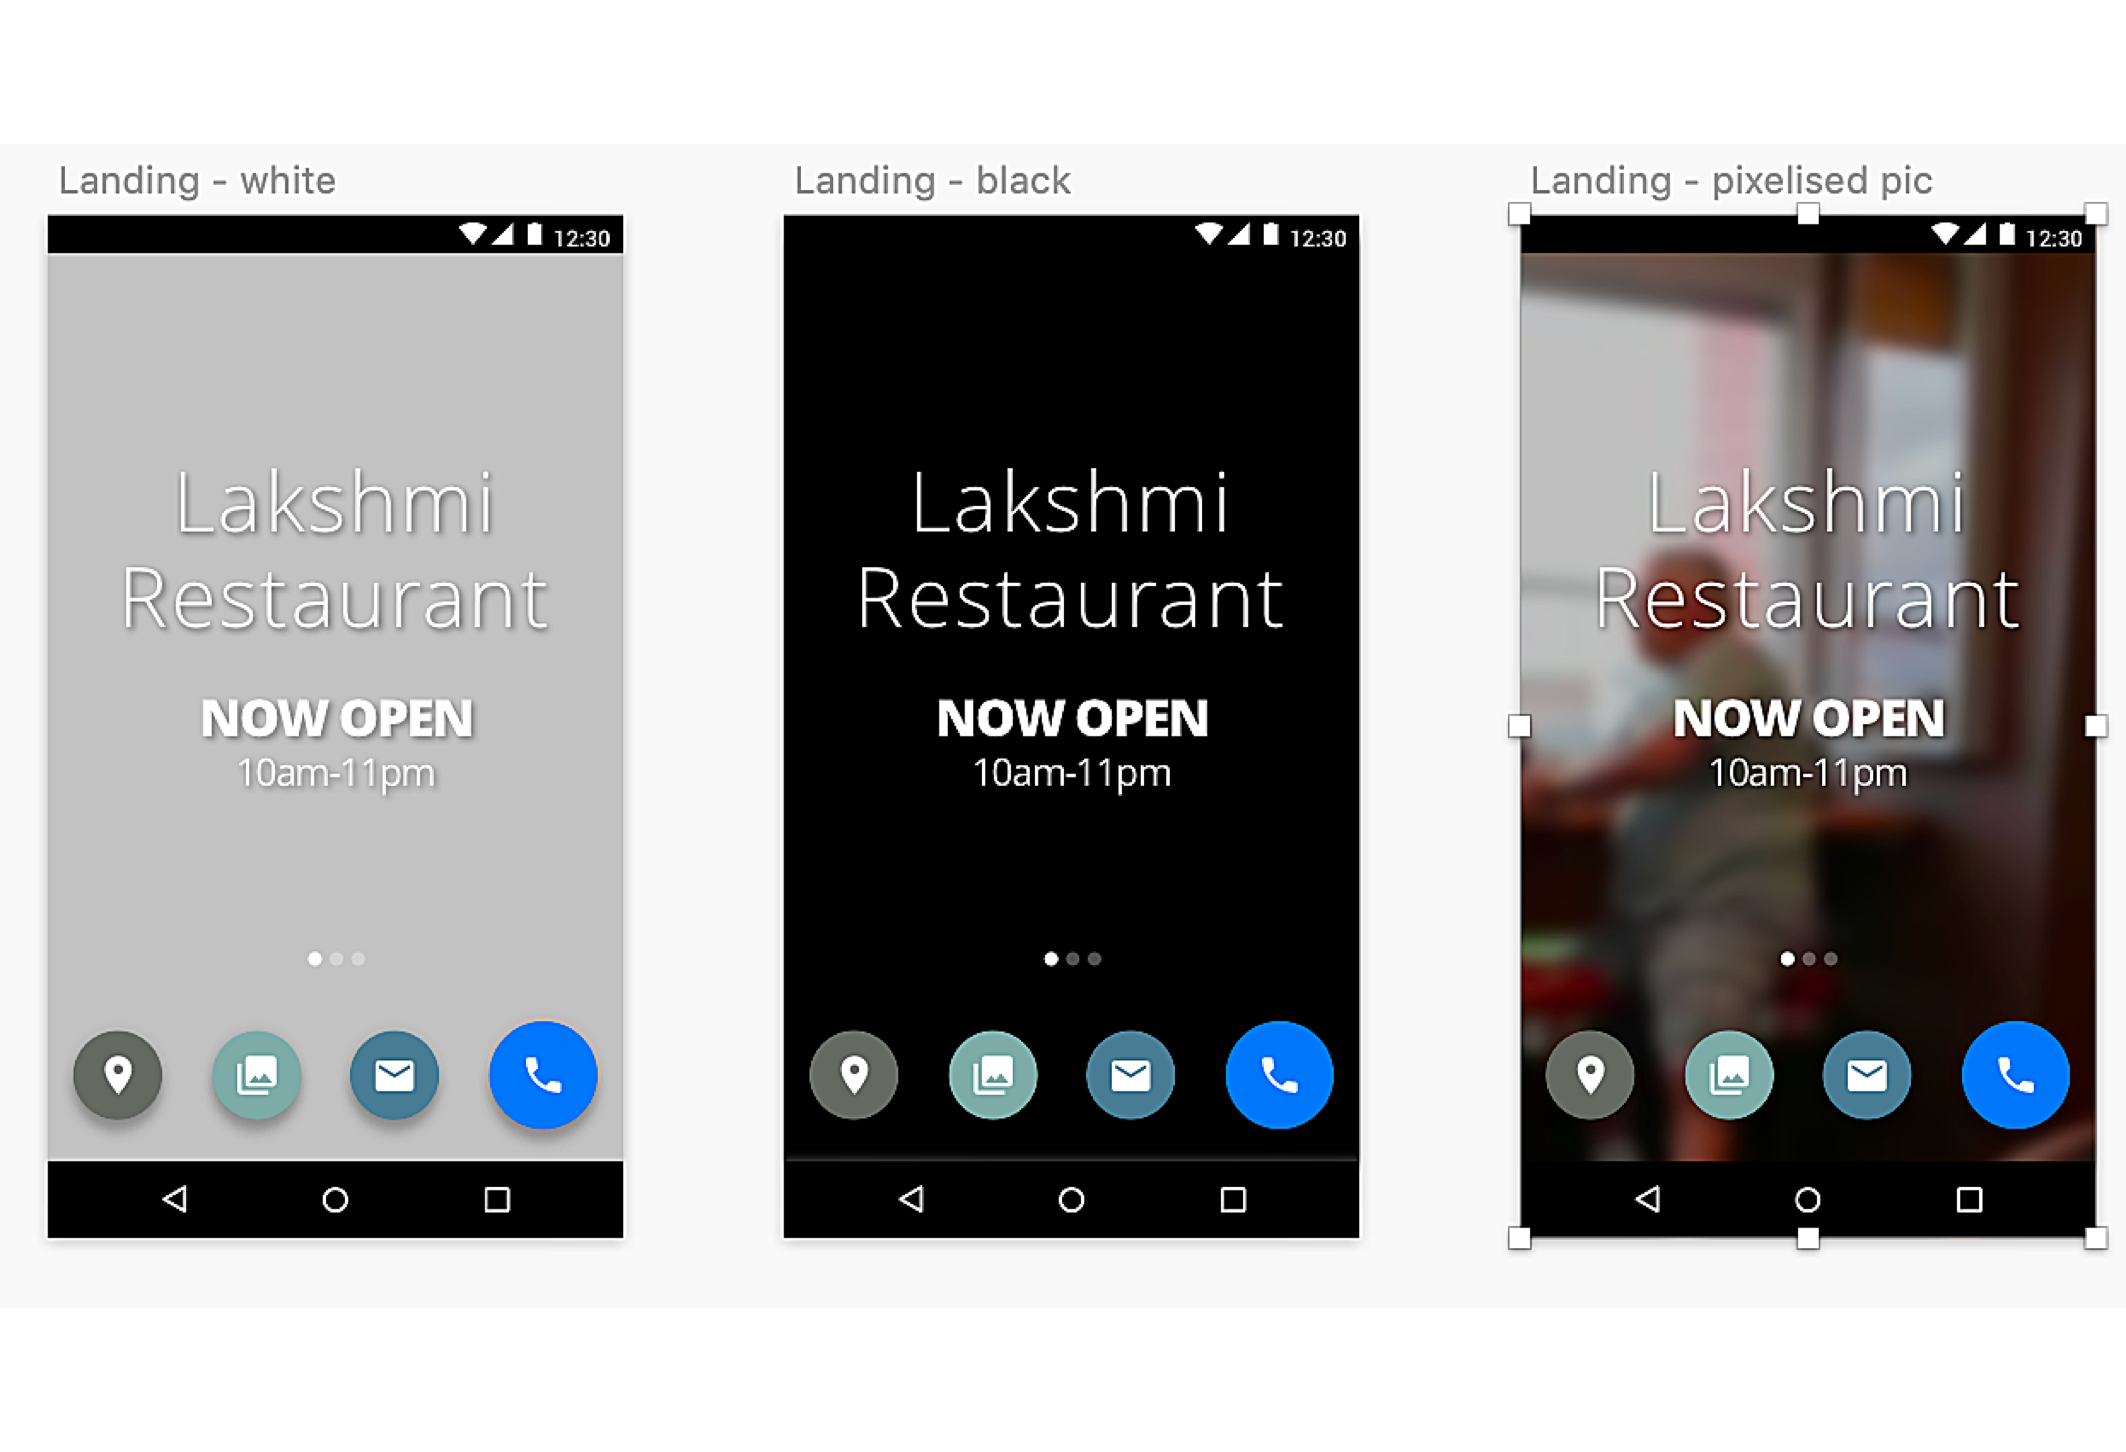 Landing - white
12:30
Lakshmi
Restaurant
NOW OPEN
10am-11pm
Landing - black
12:30
Lakshmi
Restaurant
NOW OPEN
10am-11pm
Landing - pixelised pic
12:30
Lakshmi
Restaurant
NOW OPEN
10am-11pm